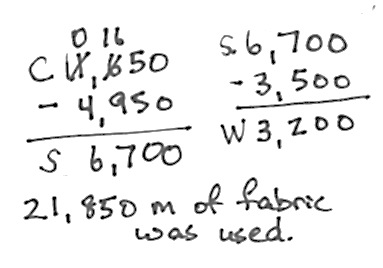 0 16
C 11,650
- 4,950
S 6,700
S. 6,700
- 3,500
W 3,200
21,850 m of fabric
was used.